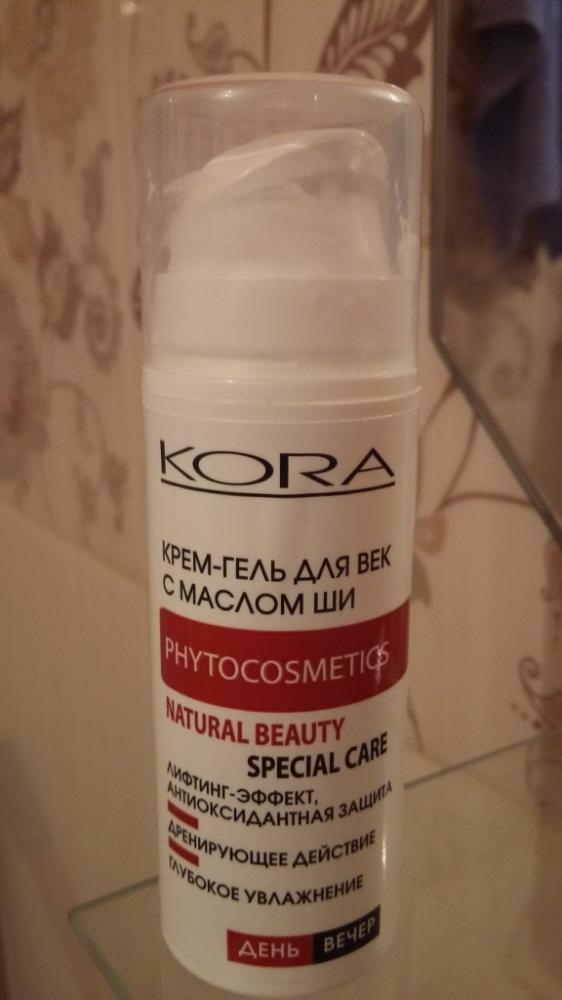 KORA
КРЕМ-ГЕЛЬ ДЛЯ ВЕК
С МАСЛОМ ШИ
PHYTOCOSMETICS
NATURAL BEAUTY
SPECIAL CARE
ЛИФТИНГ-ЭФФЕКТ,
АНТИОКСИДАНТНАЯ ЗАЩИТА
ДРЕНИРУЮЩЕЕ ДЕЙСТВИЕ
ГЛУБОКОЕ УВЛАЖНЕНИЕ
ДЕНЬ ВЕЧЕР